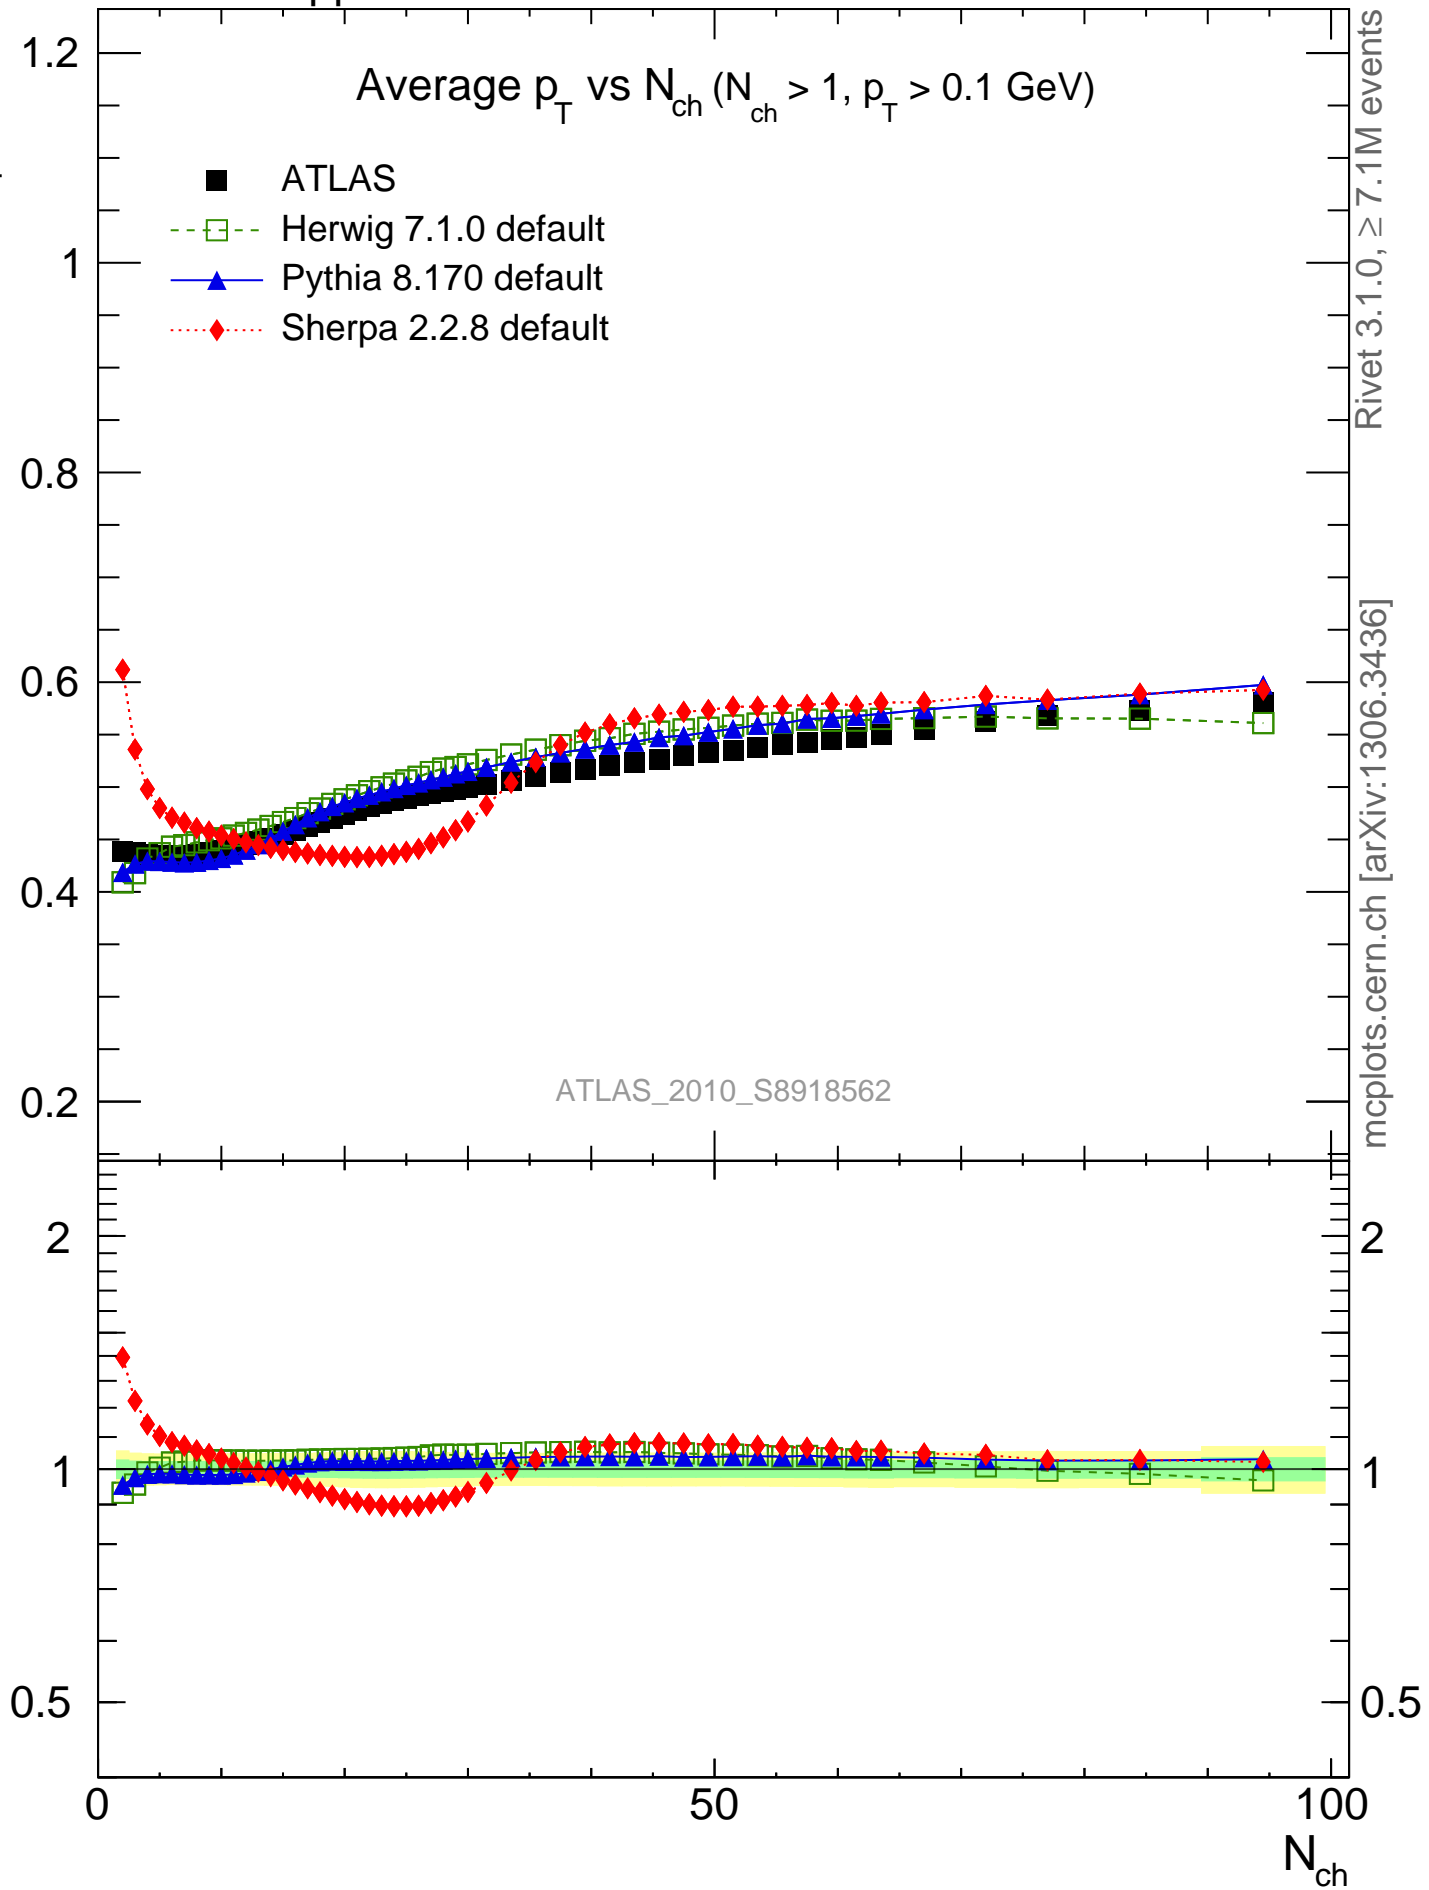 Average p_T vs N_ch (N_ch > 1, p_T > 0.1 GeV)
ATLAS
Herwig 7.1.0 default
Pythia 8.170 default
Sherpa 2.2.8 default
1.2
1
0.8
0.6
0.4
0.2
ATLAS_2010_S8918562
Rivet 3.1.0, ≥ 7.1M events
mcplots.cern.ch [arXiv:1306.3436]
2
1
0.5
2
1
0.5
0
50
100
N_ch